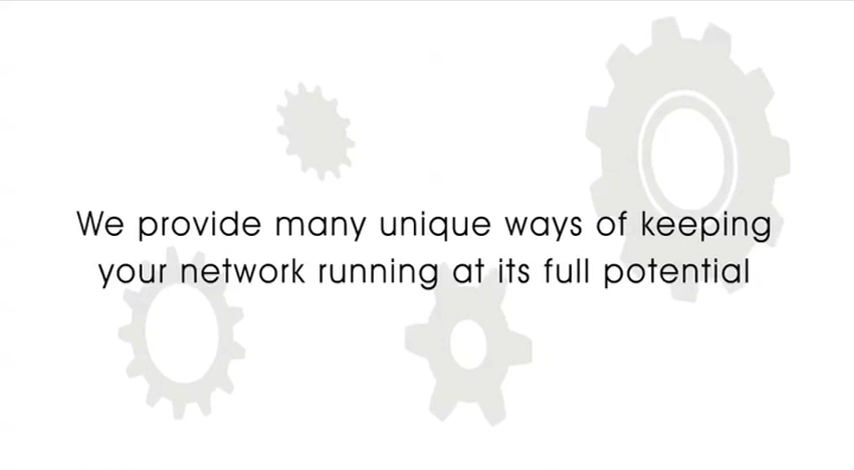 We provide many unique ways of keeping
your network running at its full potential